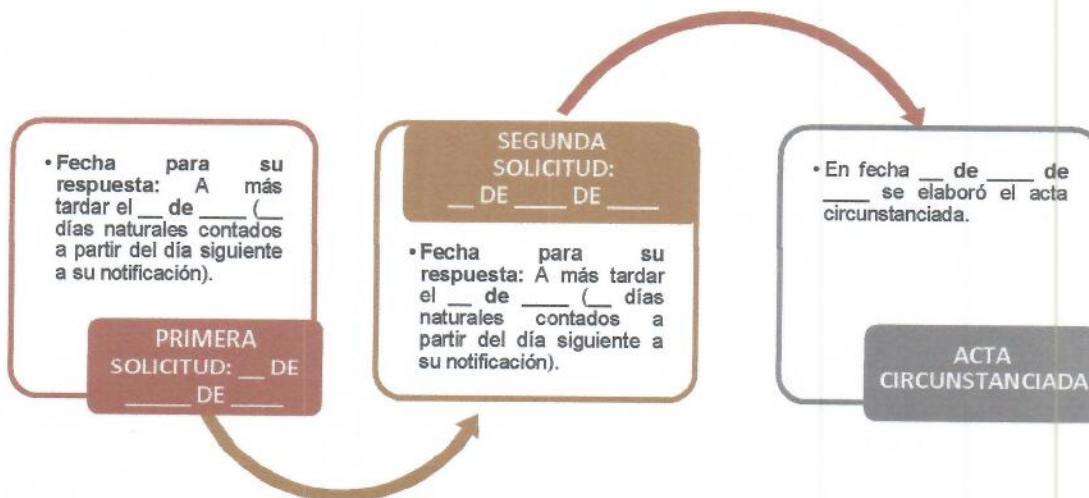 • Fecha para su
respuesta: A más
tardar el __ de ____ (__
días naturales contados
a partir del día siguiente
a su notificación).
PRIMERA
SOLICITUD: __ DE
_____ DE ____
SEGUNDA
SOLICITUD:
__ DE ____ DE ____
• Fecha para su
respuesta: A más tardar
el __ de ____ (__ días
naturales contados a
partir del día siguiente a
su notificación).
• En fecha __ de ____ de
____ se elaboró el acta
circunstanciada.
ACTA
CIRCUNSTANCIADA